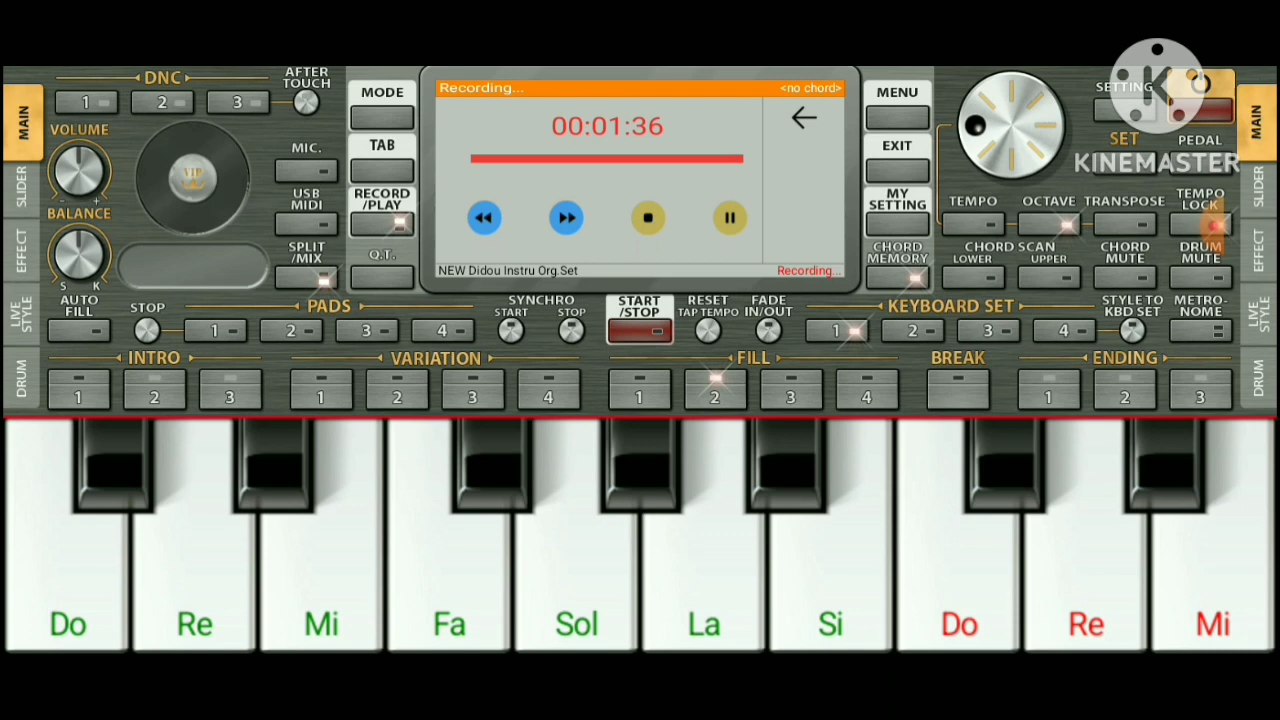 DNC
AFTER
TOUCH
1
2
3
MODE
Recording...
<no chord>
MENU
SETTING
MAIN
MAIN
VOLUME
- +
MIC.
TAB
00:01:36
EXIT
SET
PEDAL
KINEMASTER
VIP
SLIDER
SLIDER
USB
MIDI
RECORD
/PLAY
MY
SETTING
TEMPO
OCTAVE
TRANSPOSE
TEMPO
LOCK
BALANCE
S K
SPLIT
/MIX
Q.T.
NEW Didou Instru Org.Set
Recording...
CHORD
MEMORY
CHORD SCAN
LOWER
UPPER
CHORD
MUTE
DRUM
MUTE
EFFECT
EFFECT
AUTO
FILL
STOP
PADS
1
2
3
4
SYNCHRO
START
STOP
START
/STOP
RESET
TAP TEMPO
FADE
IN/OUT
KEYBOARD SET
1
2
3
4
STYLE TO
KBD SET
METRO-
NOME
LIVE
STYLE
LIVE
STYLE
INTRO
VARIATION
FILL
BREAK
ENDING
DRUM
DRUM
1
2
3
1
2
3
4
1
2
3
4
1
2
3
Do
Re
Mi
Fa
Sol
La
Si
Do
Re
Mi